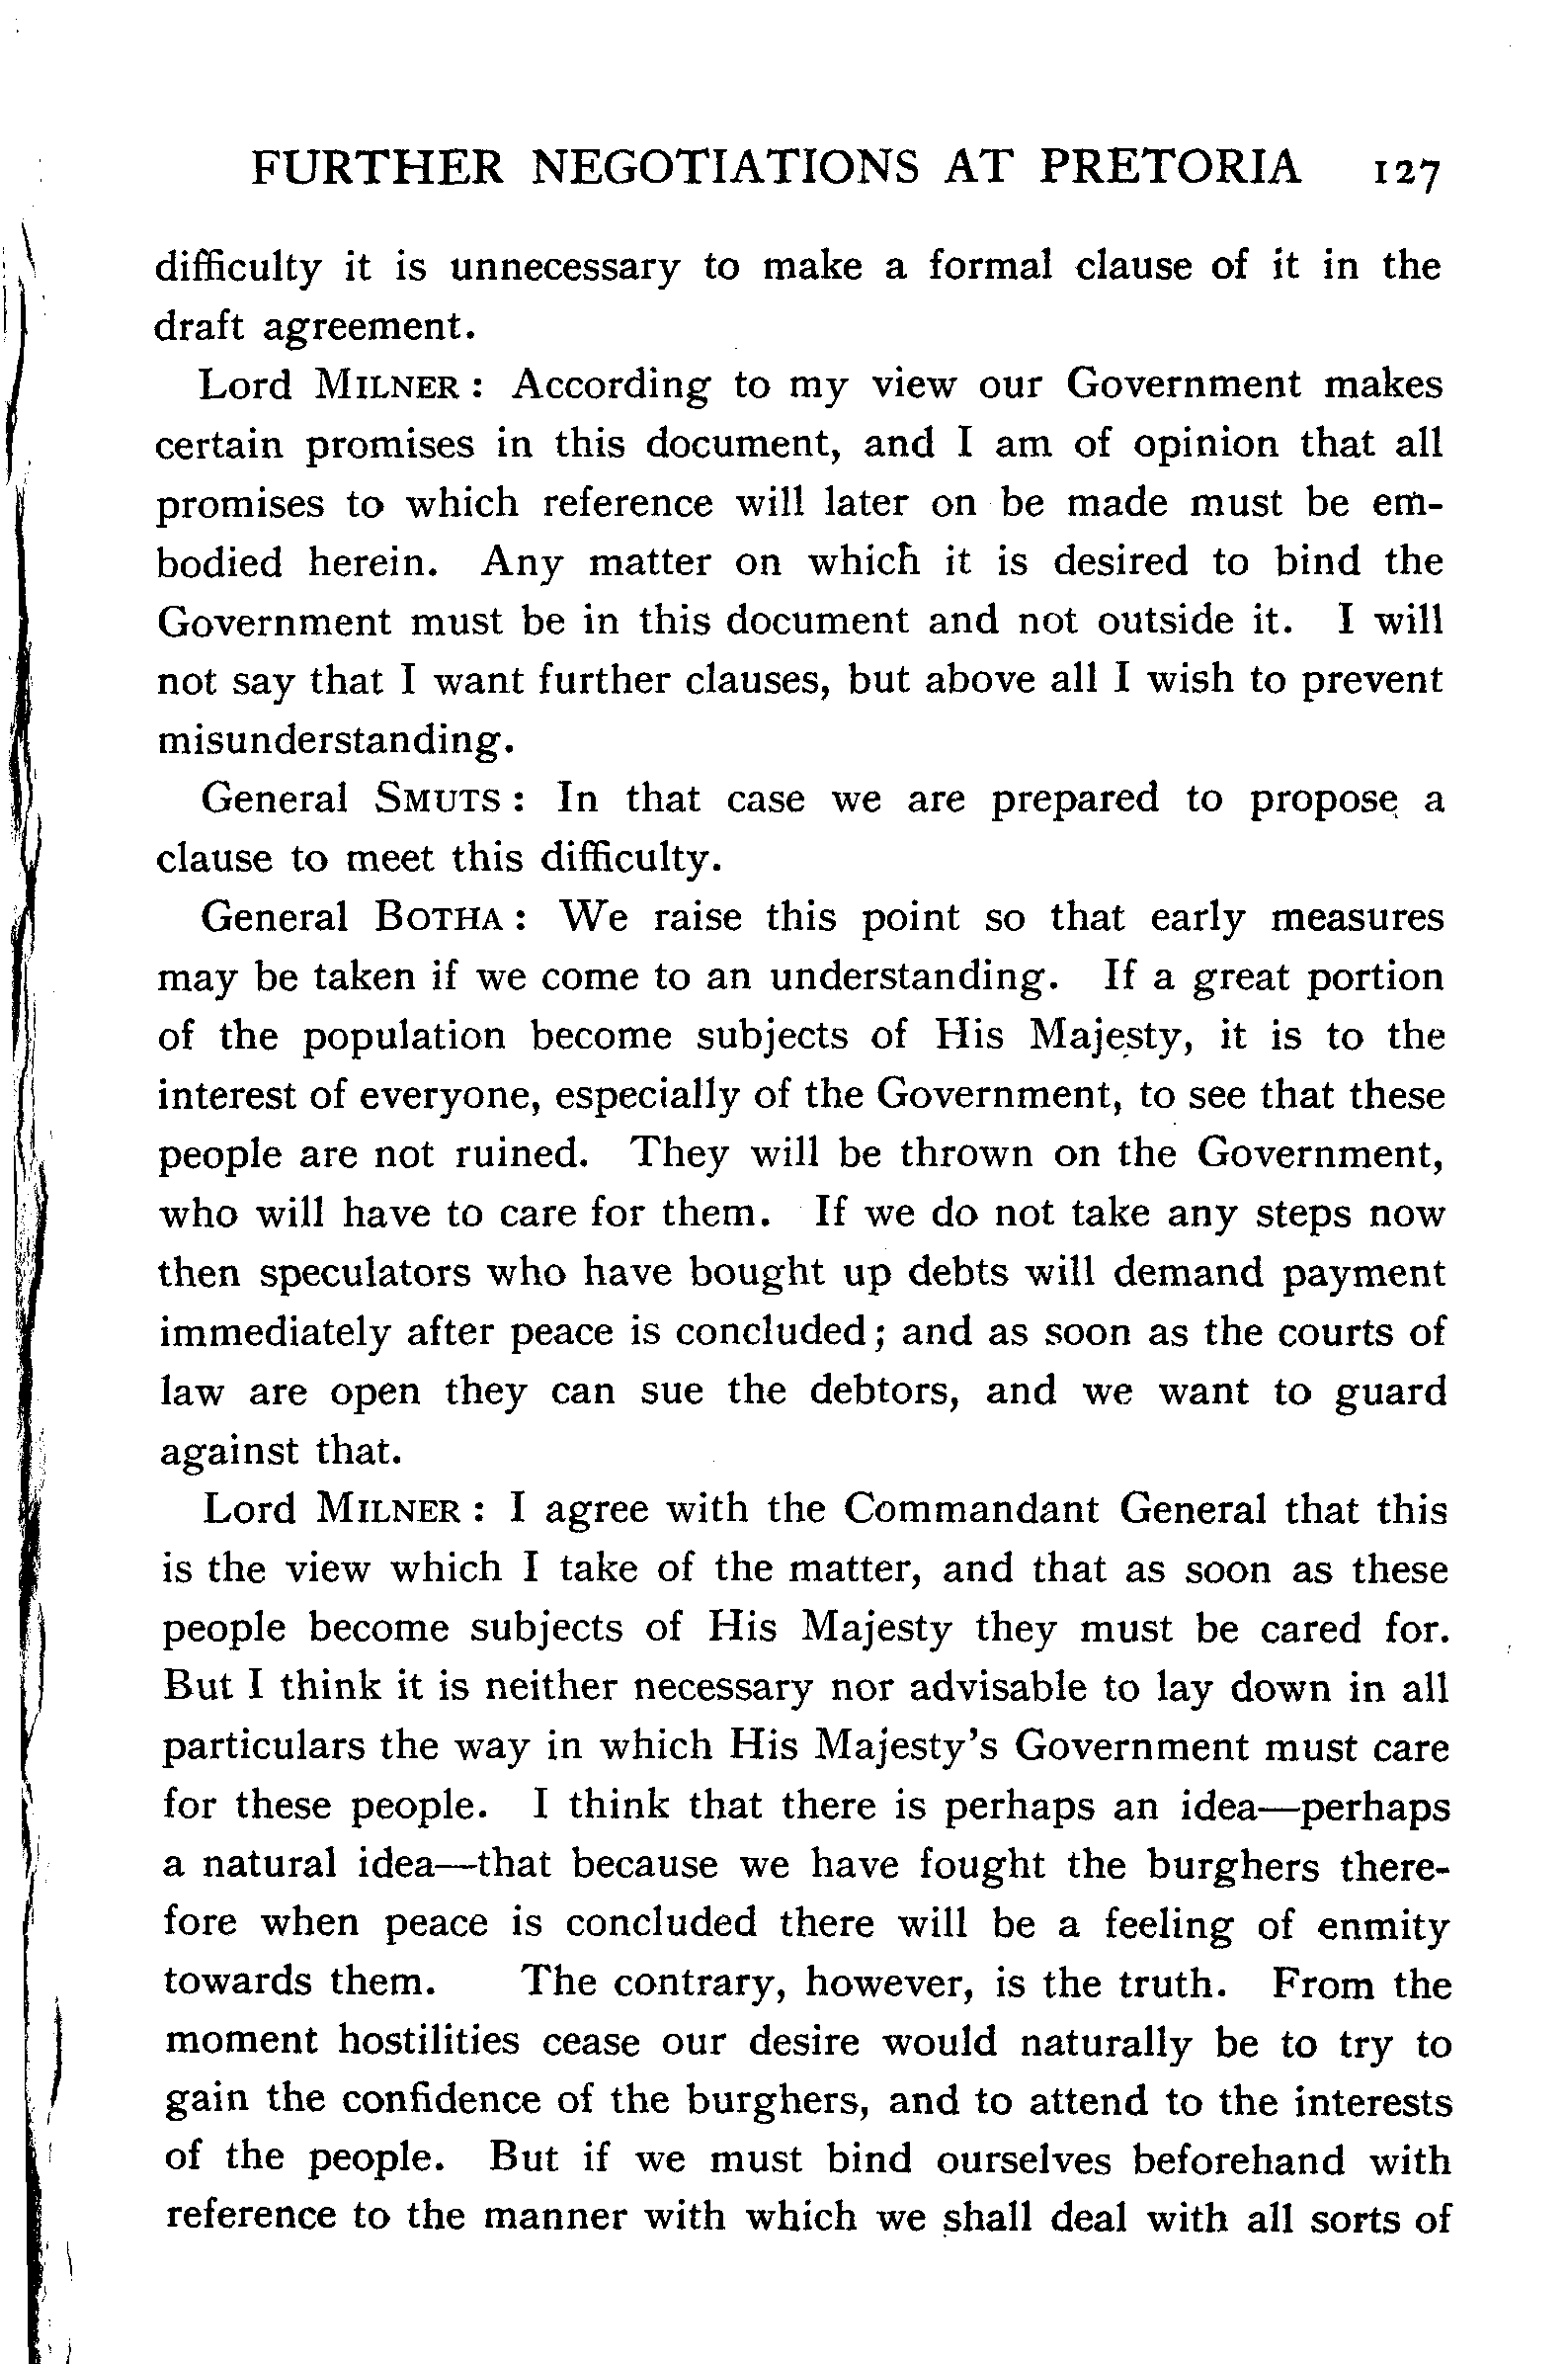 FURTHER NEGOTIATIONS AT PRETORIA 127
difficulty it is unnecessary to make a formal clause of it in the
draft agreement.
Lord MILNER : According to my view our Government makes
certain promises in this document, and I am of opinion that all
promises to which reference will later on be made must be em-
bodied herein. Any matter on which it is desired to bind the
Government must be in this document and not outside it. I will
not say that I want further clauses, but above all I wish to prevent
misunderstanding.
General SMUTS : In that case we are prepared to propose a
clause to meet this difficulty.
General BOTHA : We raise this point so that early measures
may be taken if we come to an understanding. If a great portion
of the population become subjects of His Majesty, it is to the
interest of everyone, especially of the Government, to see that these
people are not ruined. They will be thrown on the Government,
who will have to care for them. If we do not take any steps now
then speculators who have bought up debts will demand payment
immediately after peace is concluded; and as soon as the courts of
law are open they can sue the debtors, and we want to guard
against that.
Lord MILNER : I agree with the Commandant General that this
is the view which I take of the matter, and that as soon as these
people become subjects of His Majesty they must be cared for.
But I think it is neither necessary nor advisable to lay down in all
particulars the way in which His Majesty's Government must care
for these people. I think that there is perhaps an idea—perhaps
a natural idea—that because we have fought the burghers there-
fore when peace is concluded there will be a feeling of enmity
towards them. The contrary, however, is the truth. From the
moment hostilities cease our desire would naturally be to try to
gain the confidence of the burghers, and to attend to the interests
of the people. But if we must bind ourselves beforehand with
reference to the manner with which we shall deal with all sorts of